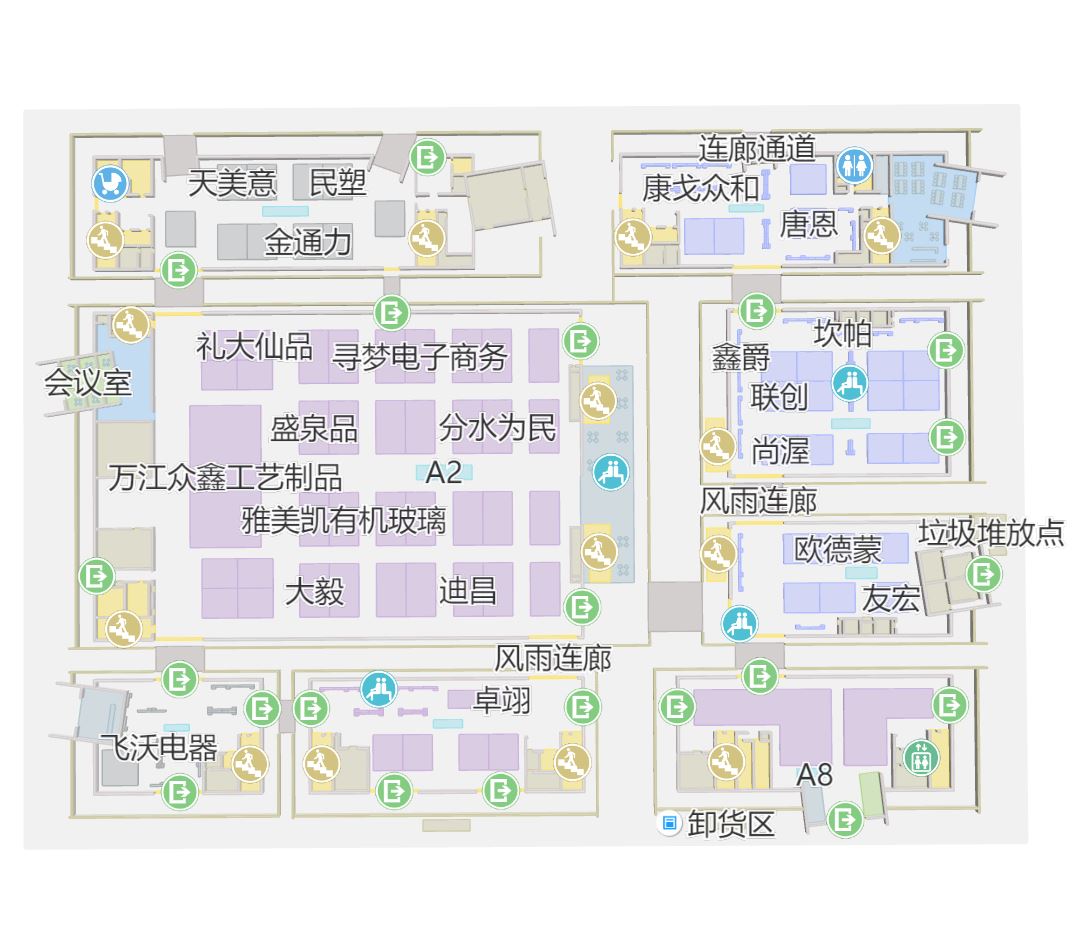 连廊通道
天美意
民塑
康戈众和
唐恩
金通力
礼大仙品
寻梦电子商务
坎帕
鑫爵
会议室
联创
盛泉品
分水为民
尚渥
万江众鑫工艺制品
A2
风雨连廊
雅美凯有机玻璃
垃圾堆放点
欧德蒙
大毅
迪昌
友宏
风雨连廊
卓翊
飞沃电器
A8
卸货区